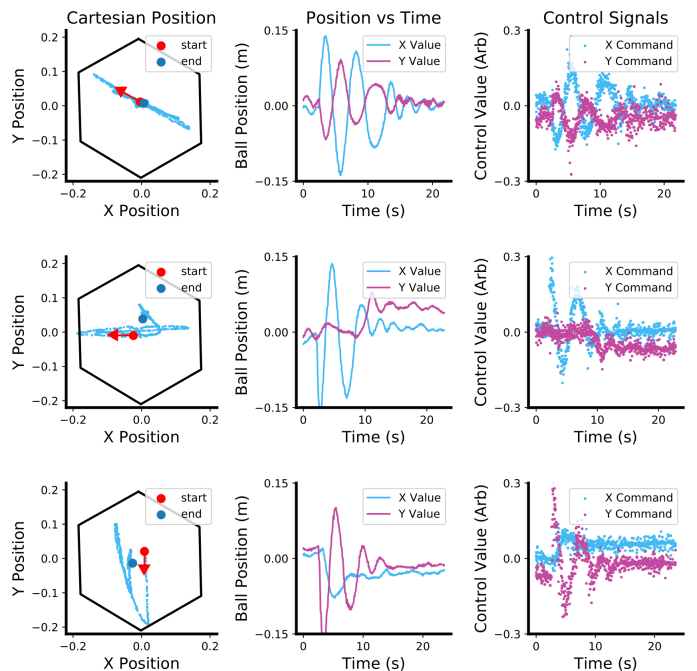 Cartesian Position
Position vs Time
Control Signals
0.2
0.1
0.0
−0.1
−0.2
Y Position
−0.2
0.0
0.2
X Position
start
end
0.15
0.00
−0.15
Ball Position (m)
0
10
20
Time (s)
X Value
Y Value
0.3
0.0
−0.3
Control Value (Arb)
0
10
20
Time (s)
X Command
Y Command
0.2
0.1
0.0
−0.1
−0.2
Y Position
−0.2
0.0
0.2
X Position
start
end
0.15
0.00
−0.15
Ball Position (m)
0
10
20
Time (s)
X Value
Y Value
0.3
0.0
−0.3
Control Value (Arb)
0
10
20
Time (s)
X Command
Y Command
0.2
0.1
0.0
−0.1
−0.2
Y Position
−0.2
0.0
0.2
X Position
start
end
0.15
0.00
−0.15
Ball Position (m)
0
10
20
Time (s)
X Value
Y Value
0.3
0.0
−0.3
Control Value (Arb)
0
10
20
Time (s)
X Command
Y Command